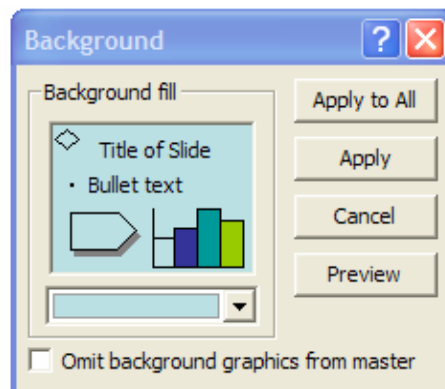 Background
Background fill
Title of Slide
• Bullet text
Apply to All
Apply
Cancel
Preview
Omit background graphics from master